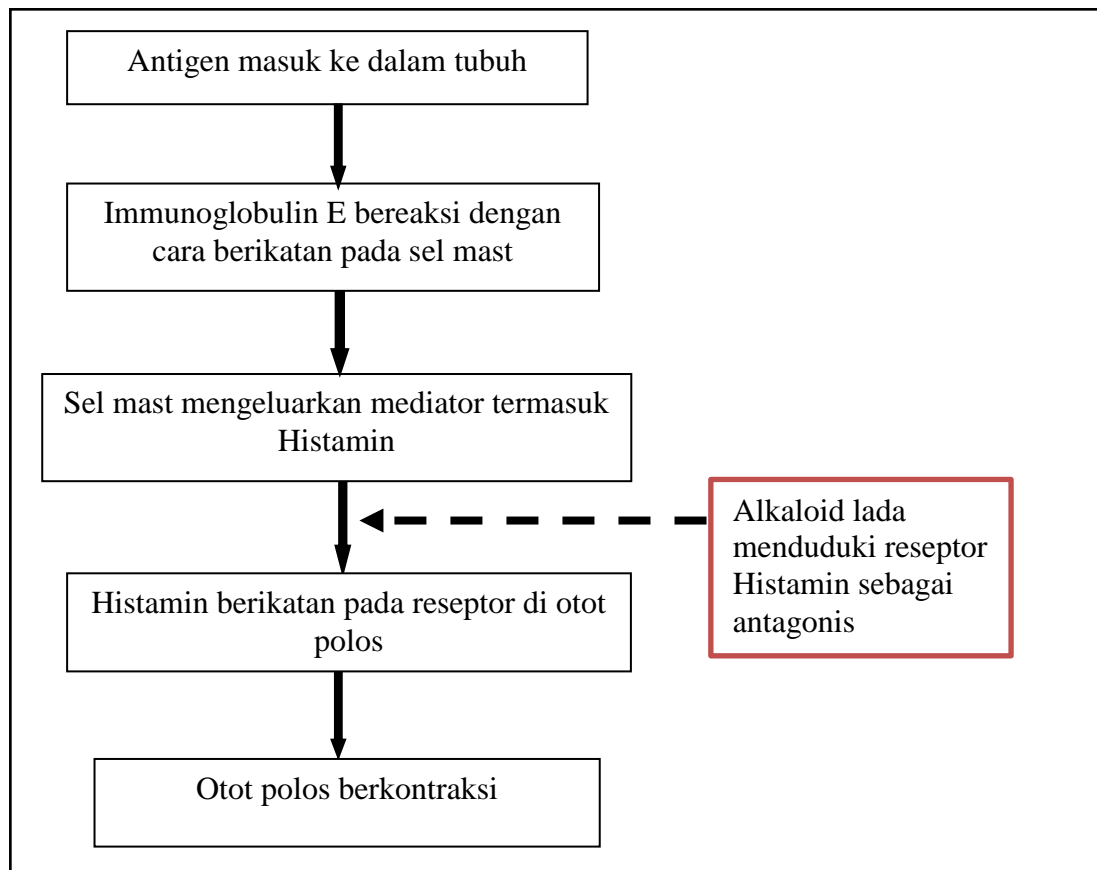 Antigen masuk ke dalam tubuh
Immunoglobulin E bereaksi dengan
cara berikatan pada sel mast
Sel mast mengeluarkan mediator termasuk
Histamin
Alkaloid lada
menduduki reseptor
Histamin sebagai
antagonis
Histamin berikatan pada reseptor di otot
polos
Otot polos berkontraksi